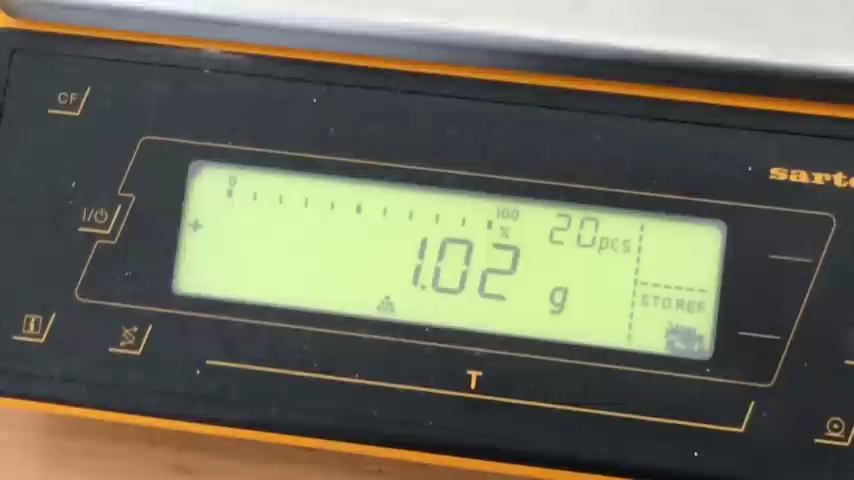 CF
sarto
0
100
%
20pcs
I/
+
1.02 g
STO REF
T